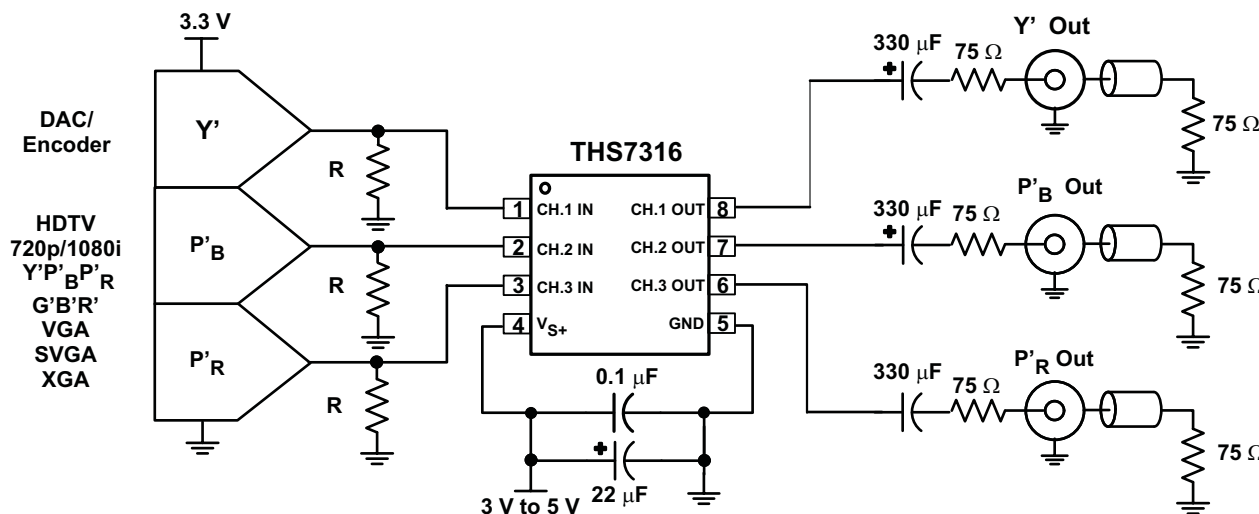 3.3 V
DAC/
Encoder
Y'
R
HDTV
720p/1080i
Y'P'BP'R
G'B'R'
VGA
SVGA
XGA
P'B
R
P'R
R
THS7316
1 CH.1 IN
2 CH.2 IN
3 CH.3 IN
4 VS+
CH.1 OUT 8
CH.2 OUT 7
CH.3 OUT 6
GND 5
0.1 μF
+
22 μF
3 V to 5 V
Y' Out
330 μF
+
75 Ω
75 Ω
P'B Out
330 μF
+
75 Ω
75 Ω
P'R Out
330 μF
75 Ω
75 Ω